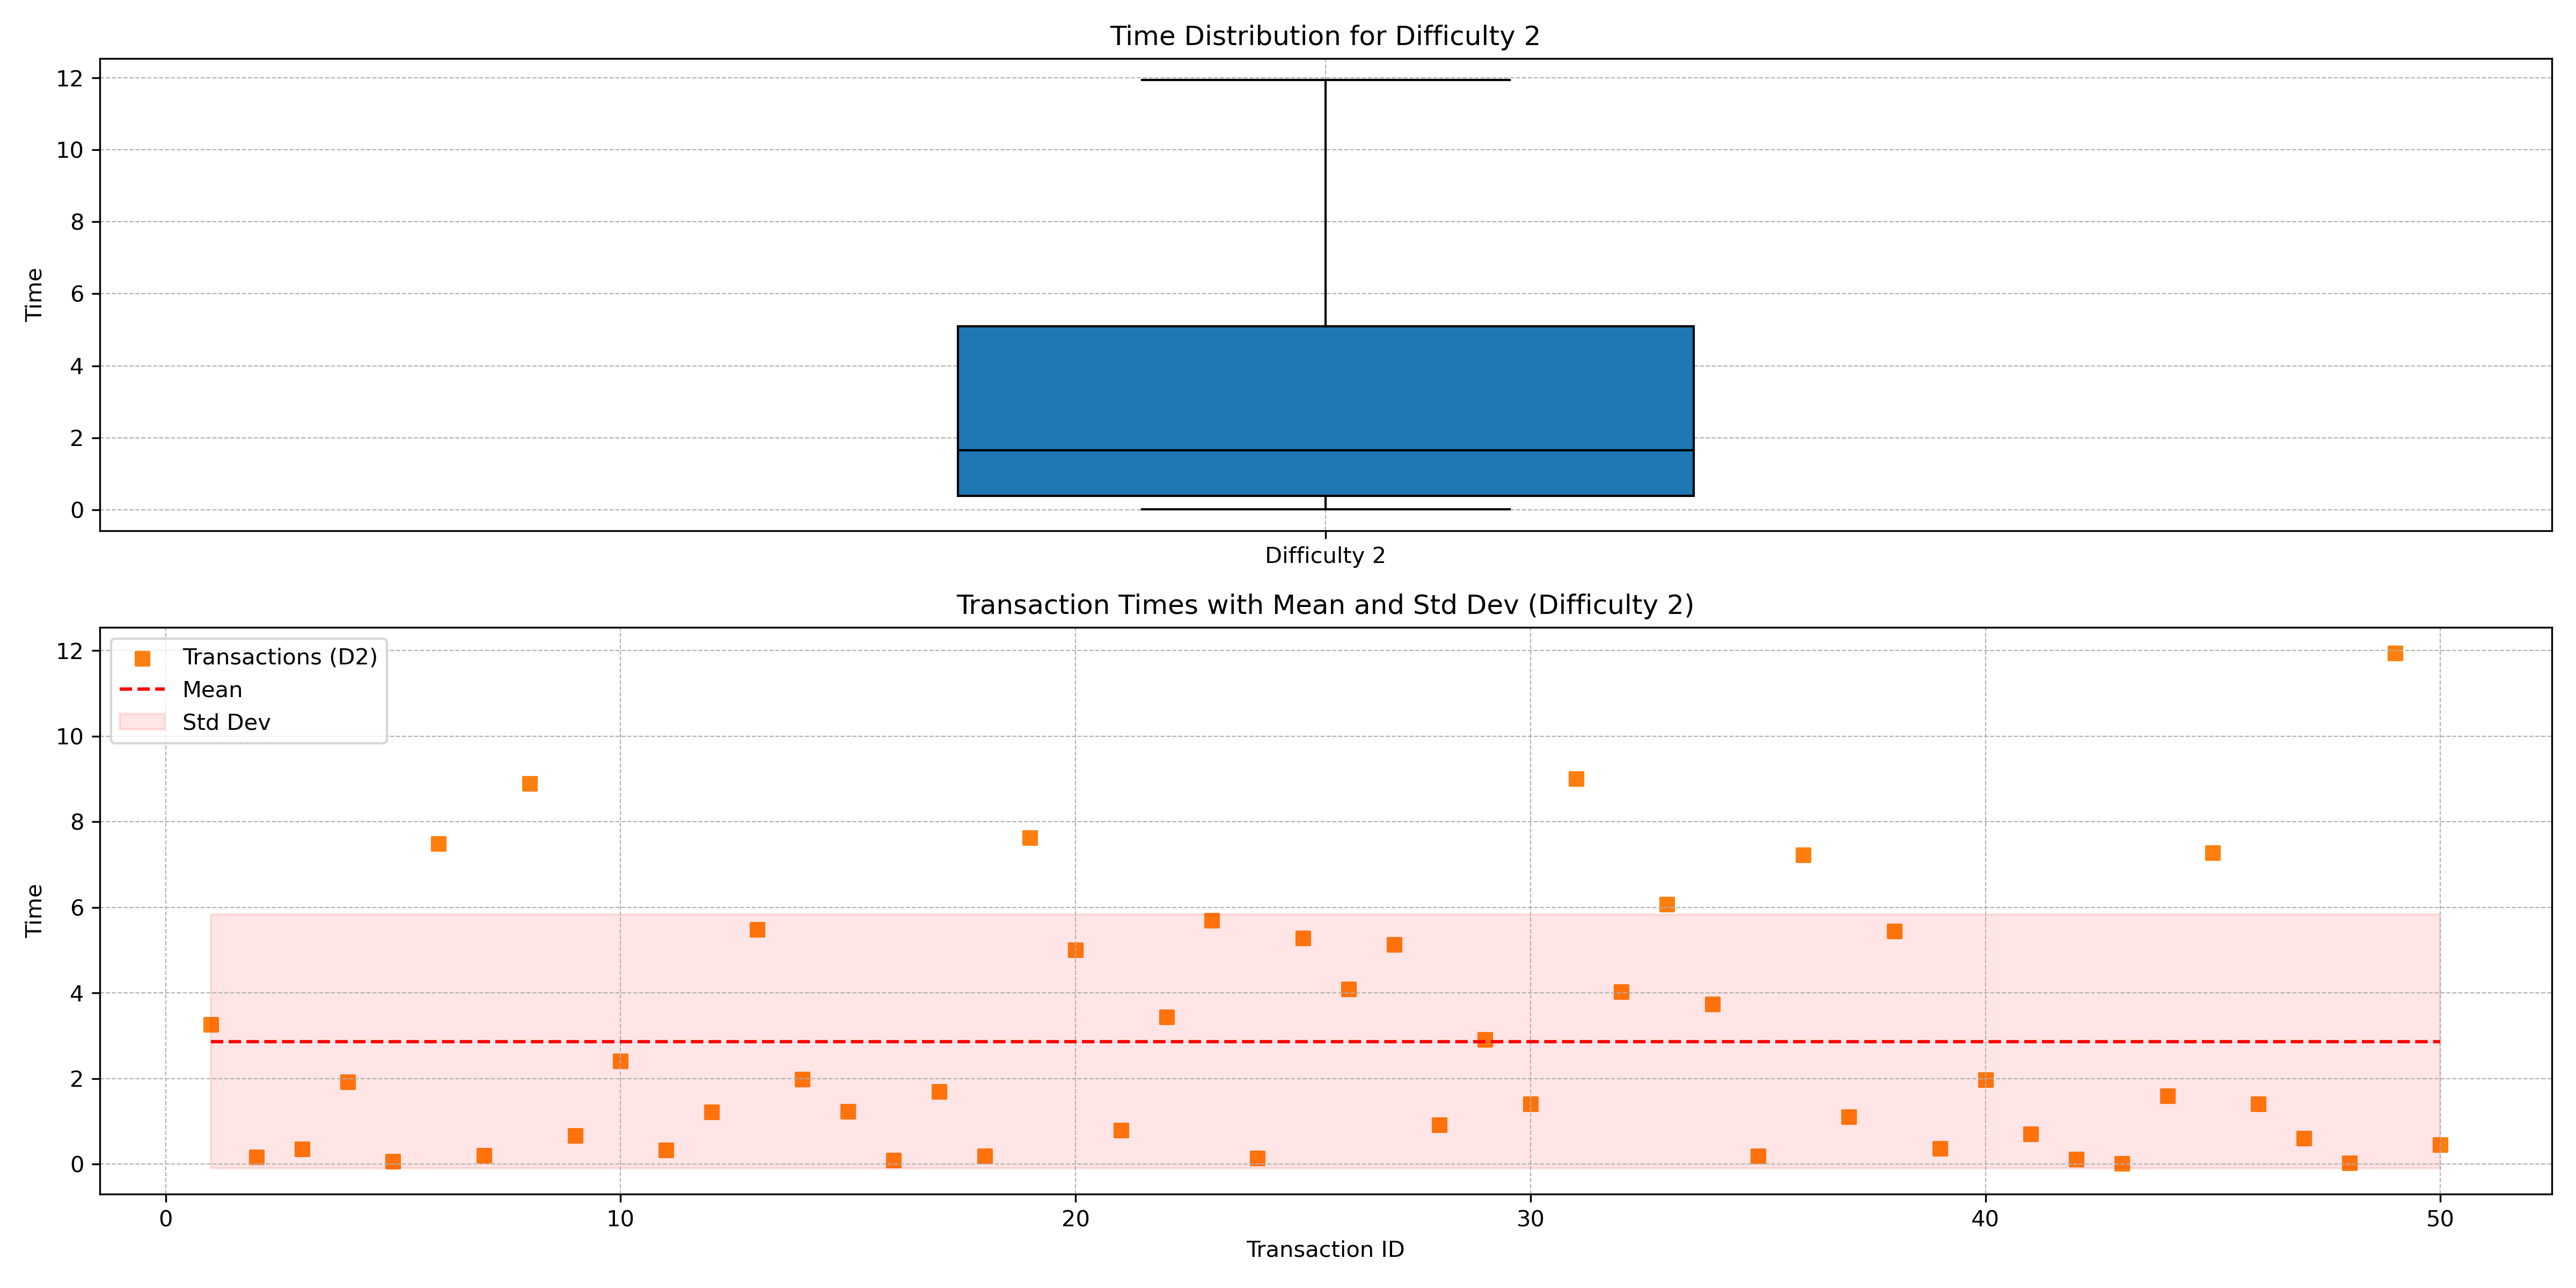 Time Distribution for Difficulty 2
12
10
8
6
4
2
0
Time
Difficulty 2
Transaction Times with Mean and Std Dev (Difficulty 2)
Transactions (D2)
Mean
Std Dev
12
10
8
6
4
2
0
Time
0 10 20 30 40 50
Transaction ID